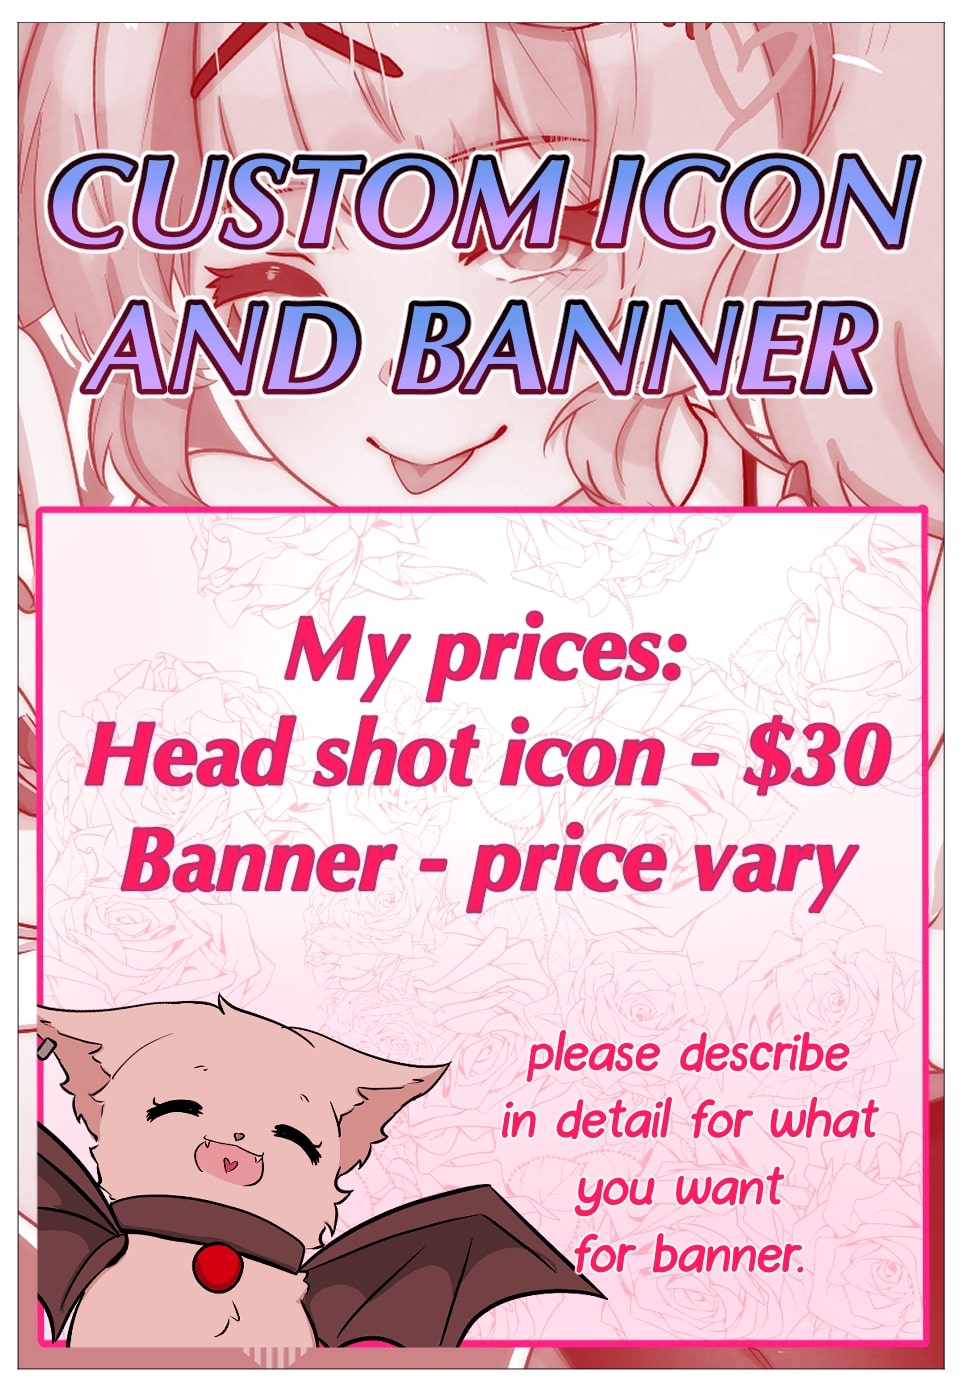 CUSTOM ICON
AND BANNER
My prices:
Head shot icon - $30
Banner - price vary
please describe
in detail for what
you want
for banner.